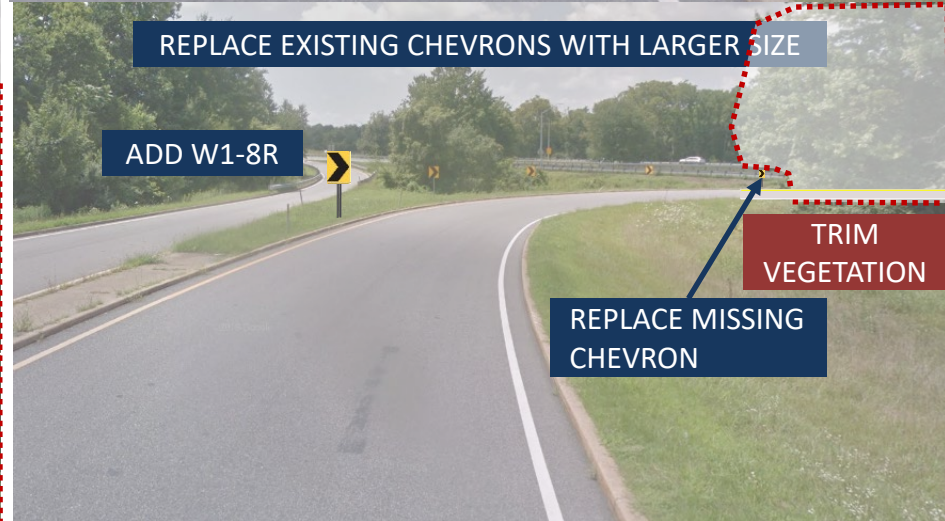 REPLACE EXISTING CHEVRONS WITH LARGER SIZE
ADD W1-8R
TRIM
VEGETATION
REPLACE MISSING
CHEVRON